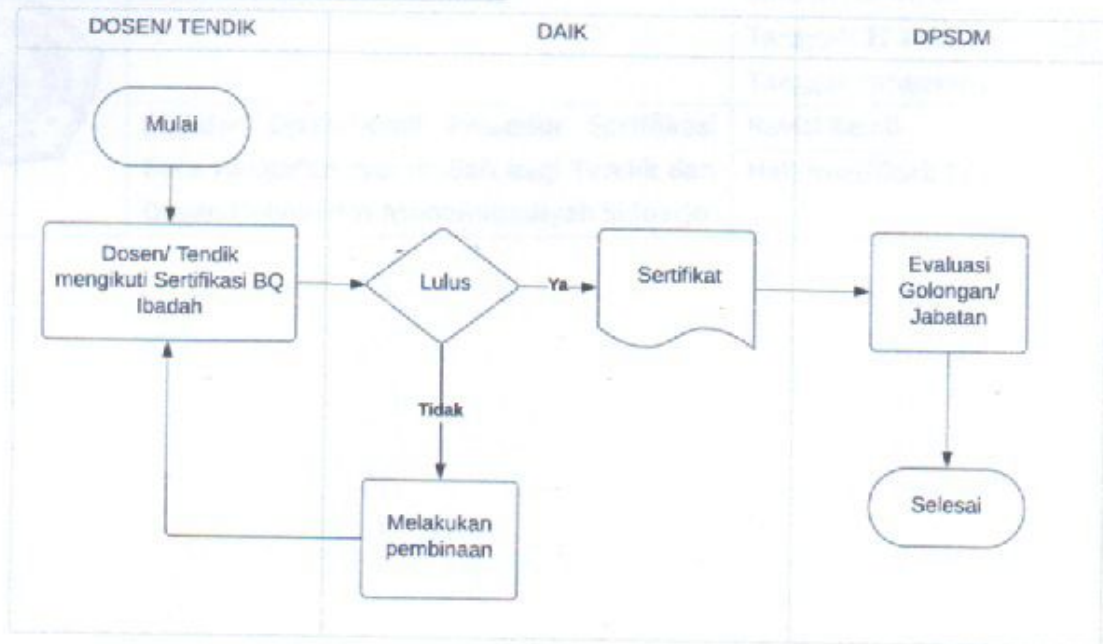 DOSEN/ TENDIK
DAIK
DPSDM
Mulai
Dosen/ Tendik
mengikuti Sertifikasi BQ
Ibadah
Lulus
Ya
Sertifikat
Evaluasi
Golongan/
Jabatan
Tidak
Melakukan
pembinaan
Selesai